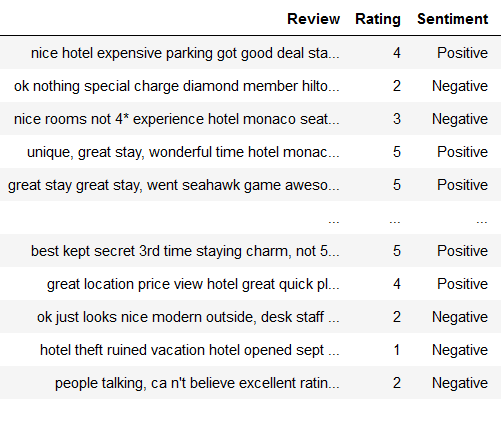 Review Rating Sentiment
nice hotel expensive parking got good deal sta... 4 Positive
ok nothing special charge diamond member hilto... 2 Negative
nice rooms not 4* experience hotel monaco seat... 3 Negative
unique, great stay, wonderful time hotel monac... 5 Positive
great stay great stay, went seahawk game aweso... 5 Positive
... ... ...
best kept secret 3rd time staying charm, not 5... 5 Positive
great location price view hotel great quick pl... 4 Positive
ok just looks nice modern outside, desk staff ... 2 Negative
hotel theft ruined vacation hotel opened sept ... 1 Negative
people talking, ca n't believe excellent ratin... 2 Negative